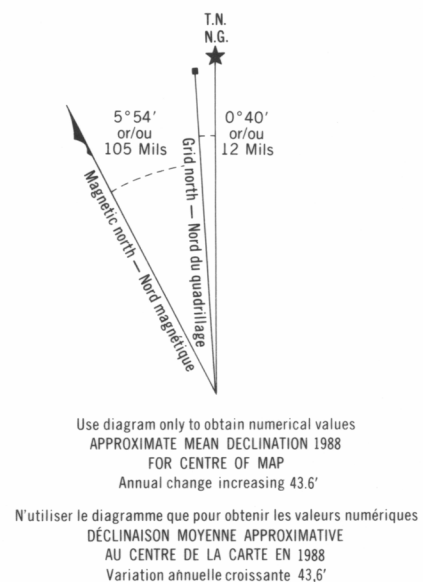 T.N.
N.G.
5°54′
or/ou
105 Mils
0°40′
or/ou
12 Mils
Magnetic north — Nord magnétique
Grid north — Nord du quadrillage
Use diagram only to obtain numerical values
APPROXIMATE MEAN DECLINATION 1988
FOR CENTRE OF MAP
Annual change increasing 43.6′
N'utiliser le diagramme que pour obtenir les valeurs numériques
DÉCLINAISON MOYENNE APPROXIMATIVE
AU CENTRE DE LA CARTE EN 1988
Variation annuelle croissante 43,6′